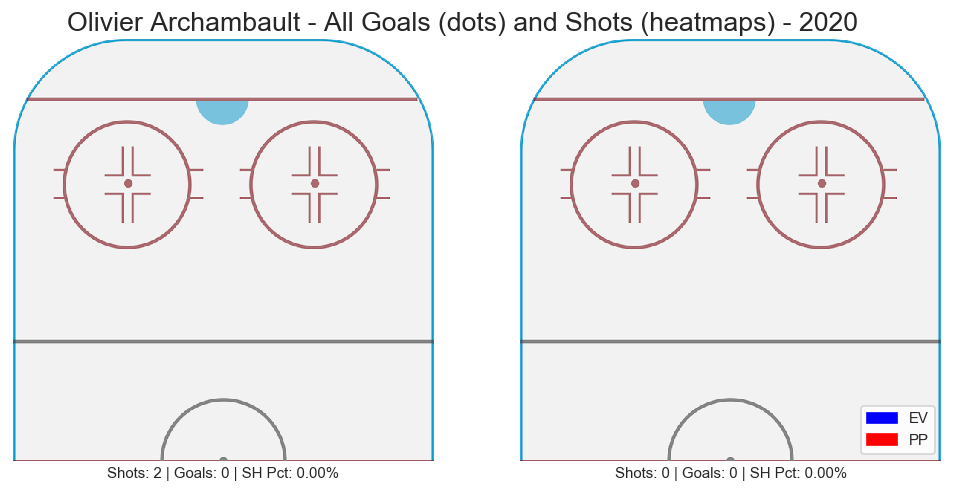 Olivier Archambault - All Goals (dots) and Shots (heatmaps) - 2020
EV
PP
Shots: 2 | Goals: 0 | SH Pct: 0.00%
Shots: 0 | Goals: 0 | SH Pct: 0.00%